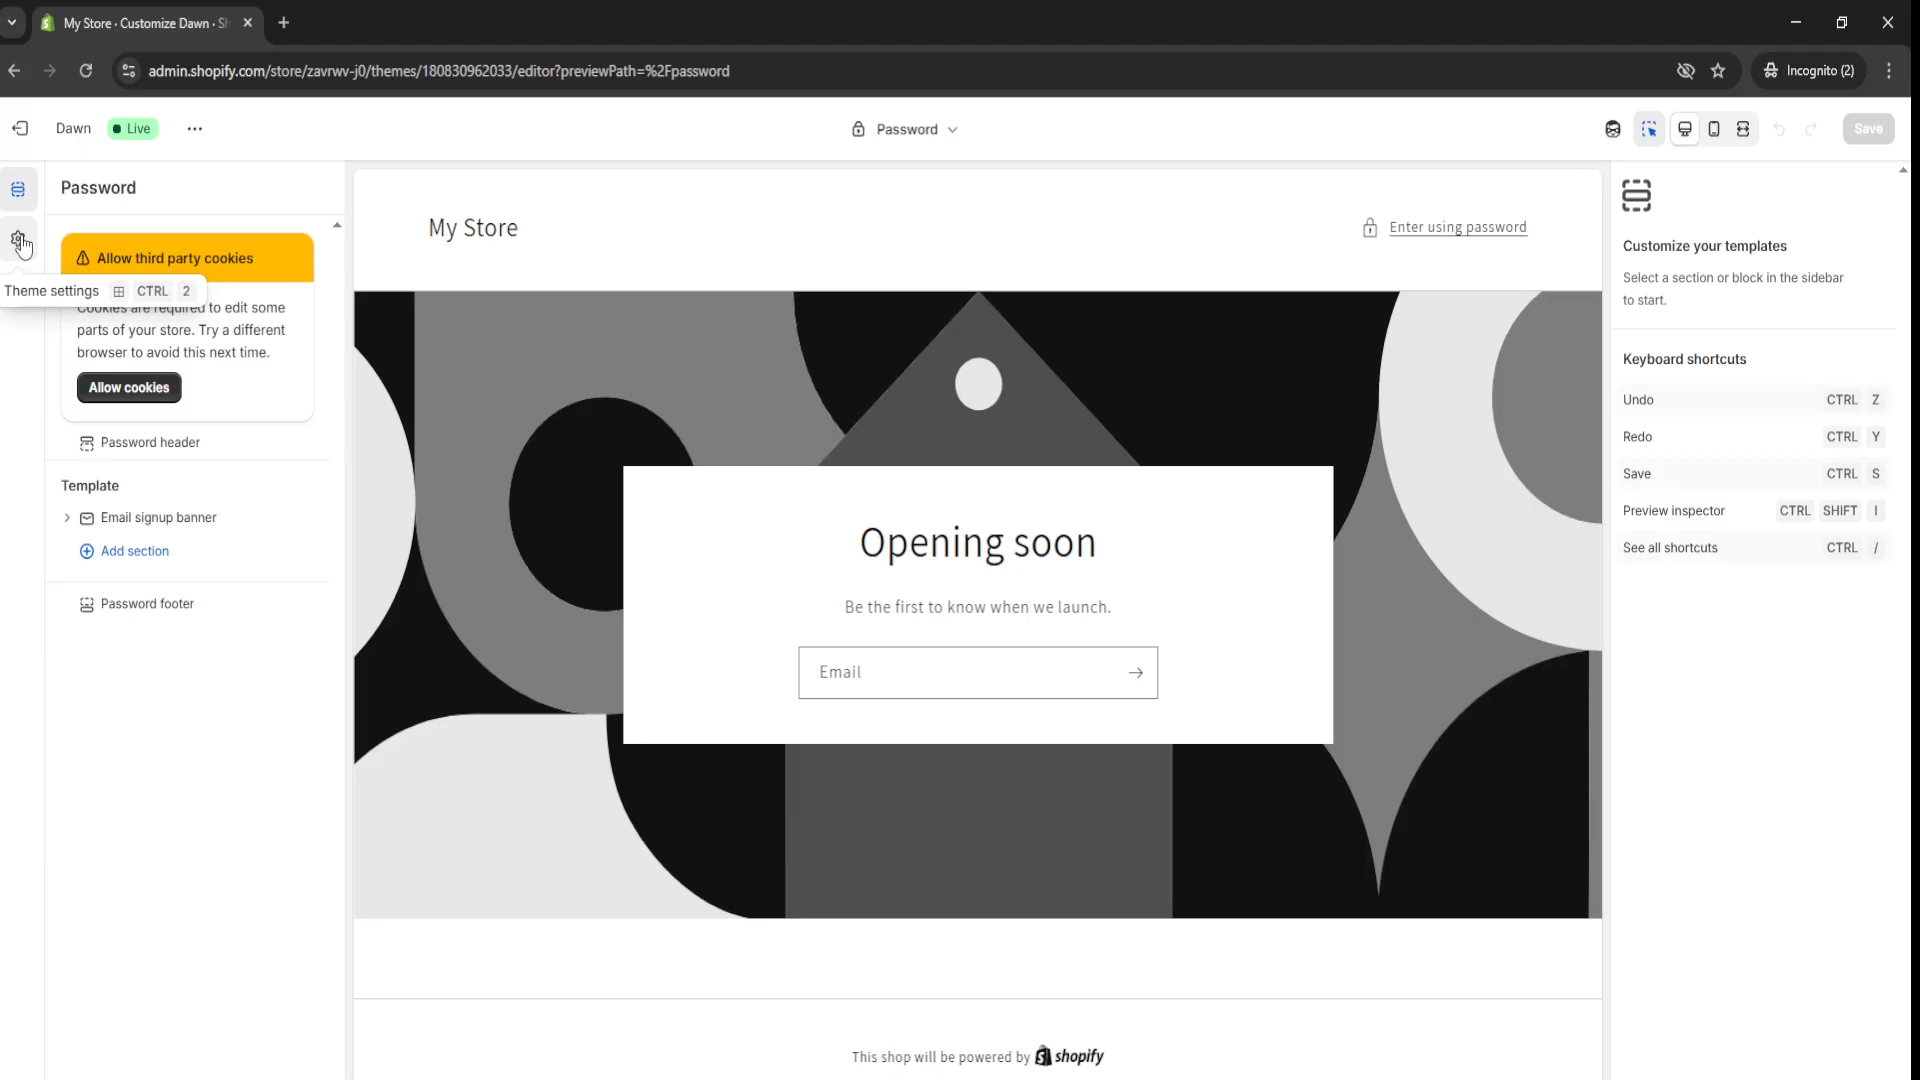 My Store · Customize Dawn · Sh
admin.shopify.com/store/zavrwv-j0/themes/180830962033/editor?previewPath=%2Fpassword
Incognito (2)
Dawn
Live
Password
Save
Password
Allow third party cookies
Theme settings CTRL 2
Cookies are required to edit some
parts of your store. Try a different
browser to avoid this next time.
Allow cookies
Password header
Template
Email signup banner
Add section
Password footer
My Store
Enter using password
Opening soon
Be the first to know when we launch.
Email
This shop will be powered by shopify
Customize your templates
Select a section or block in the sidebar
to start.
Keyboard shortcuts
Undo CTRL Z
Redo CTRL Y
Save CTRL S
Preview inspector CTRL SHIFT I
See all shortcuts CTRL /